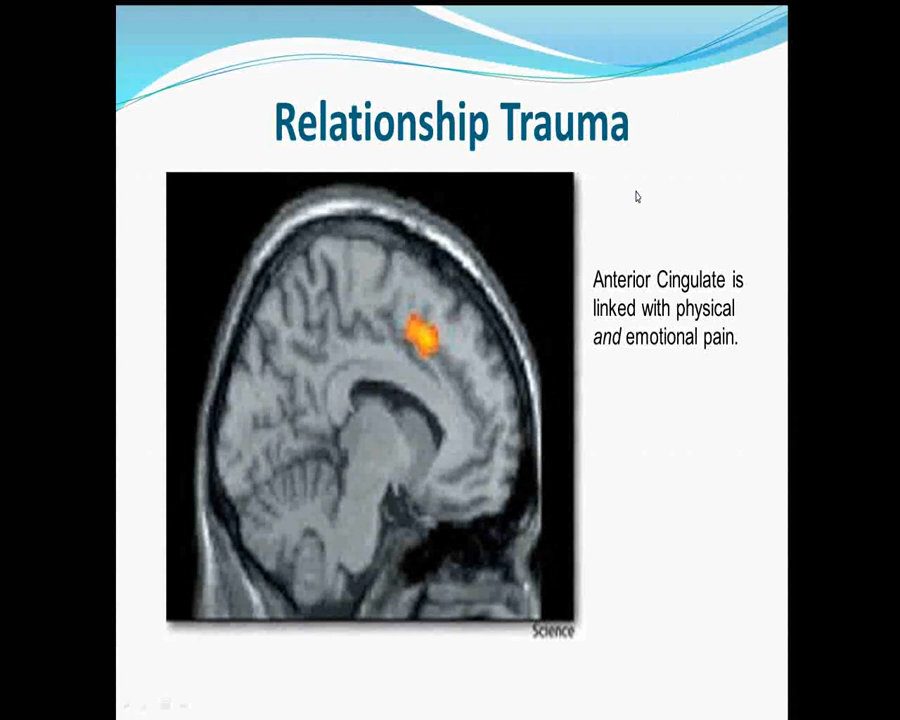 Relationship Trauma
Anterior Cingulate is
linked with physical
and emotional pain.
Science